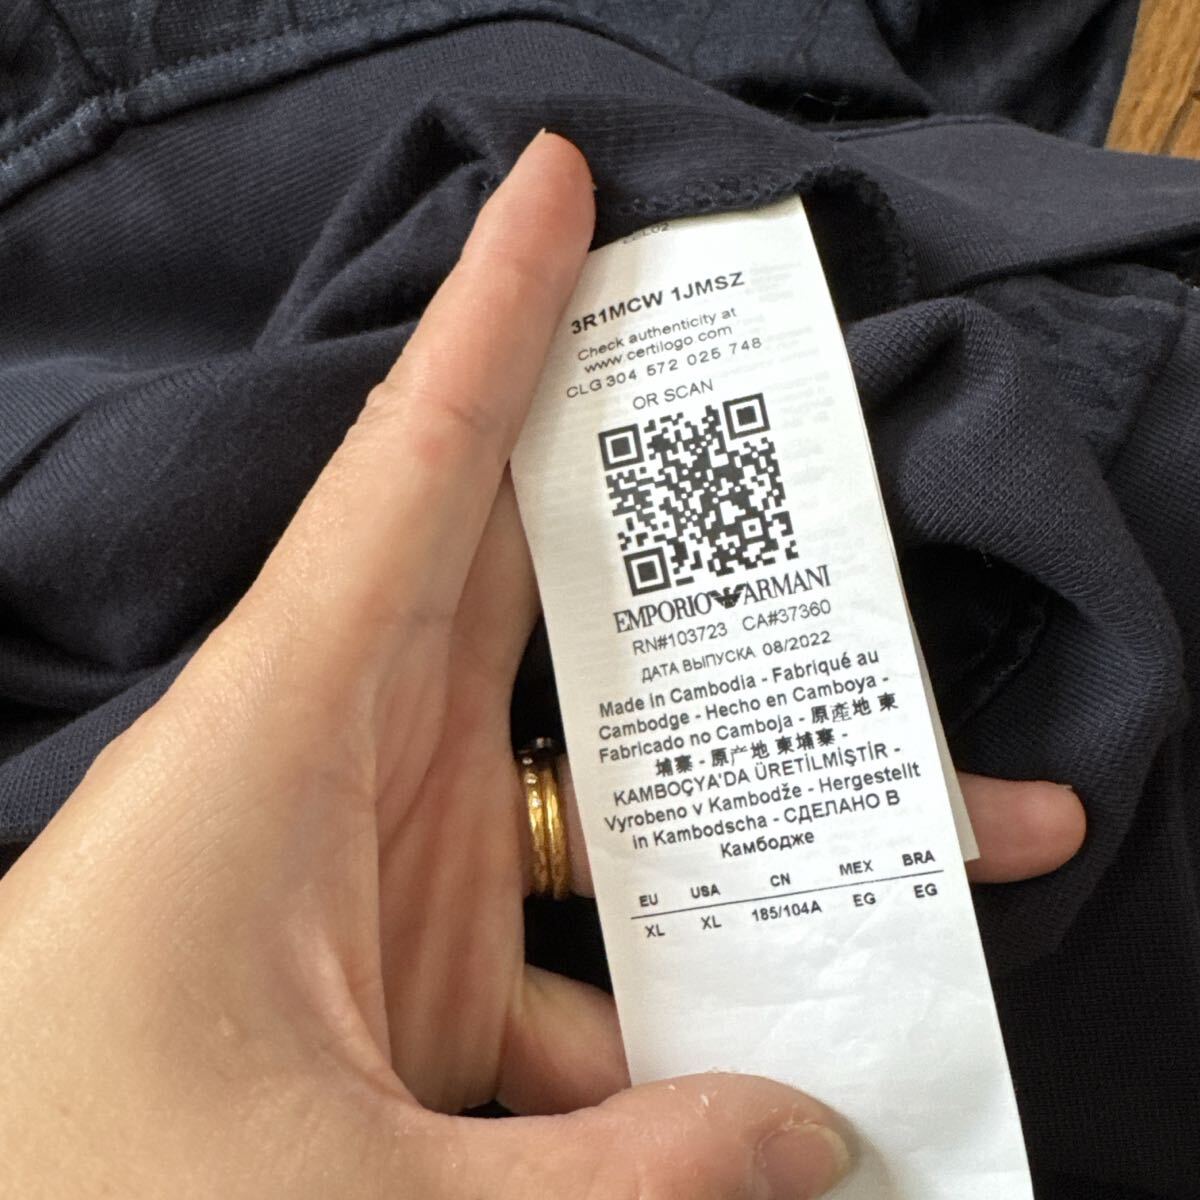 3R1MCW 1JMSZ
Check authenticity at
www.certilogo.com
CLG 304 572 025 748
OR SCAN
EMPORIO ARMANI
RN#103723 CA#37360
ДАТА ВЫПУСКА 08/2022
Made in Cambodia - Fabriqué au
Cambodge - Hecho en Camboya -
Fabricado no Camboja - 原產地 東
埔寨 - 原产地 柬埔寨 -
KAMBOÇYA'DA ÜRETİLMİŞTİR -
Vyrobeno v Kambodže - Hergestellt
in Kambodscha - СДЕЛАНО В
Камбодже
EU USA CN MEX BRA
XL XL 185/104A EG EG